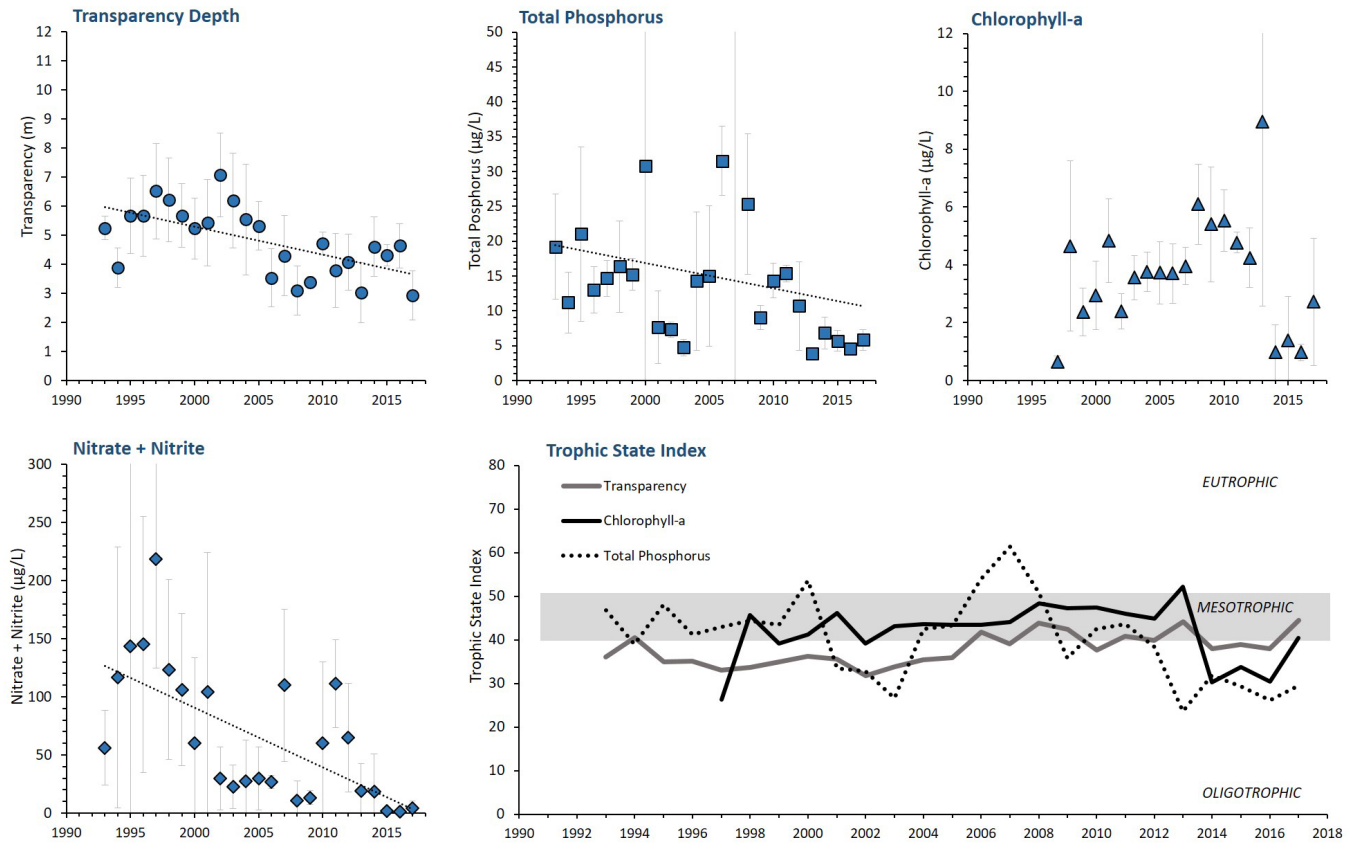 Transparency Depth
Transparency (m)
12
11
10
9
8
7
6
5
4
3
2
1
0
1990 1995 2000 2005 2010 2015
Total Phosphorus
Total Posphorus (µg/L)
50
45
40
35
30
25
20
15
10
5
0
1990 1995 2000 2005 2010 2015
Chlorophyll-a
Chlorophyll-a (µg/L)
12
10
8
6
4
2
0
1990 1995 2000 2005 2010 2015
Nitrate + Nitrite
Nitrate + Nitrite (µg/L)
300
250
200
150
100
50
0
1990 1995 2000 2005 2010 2015
Trophic State Index
Trophic State Index
80
70
60
50
40
30
20
10
0
Transparency
Chlorophyll-a
Total Phosphorus
EUTROPHIC
MESOTROPHIC
OLIGOTROPHIC
1990 1992 1994 1996 1998 2000 2002 2004 2006 2008 2010 2012 2014 2016 2018